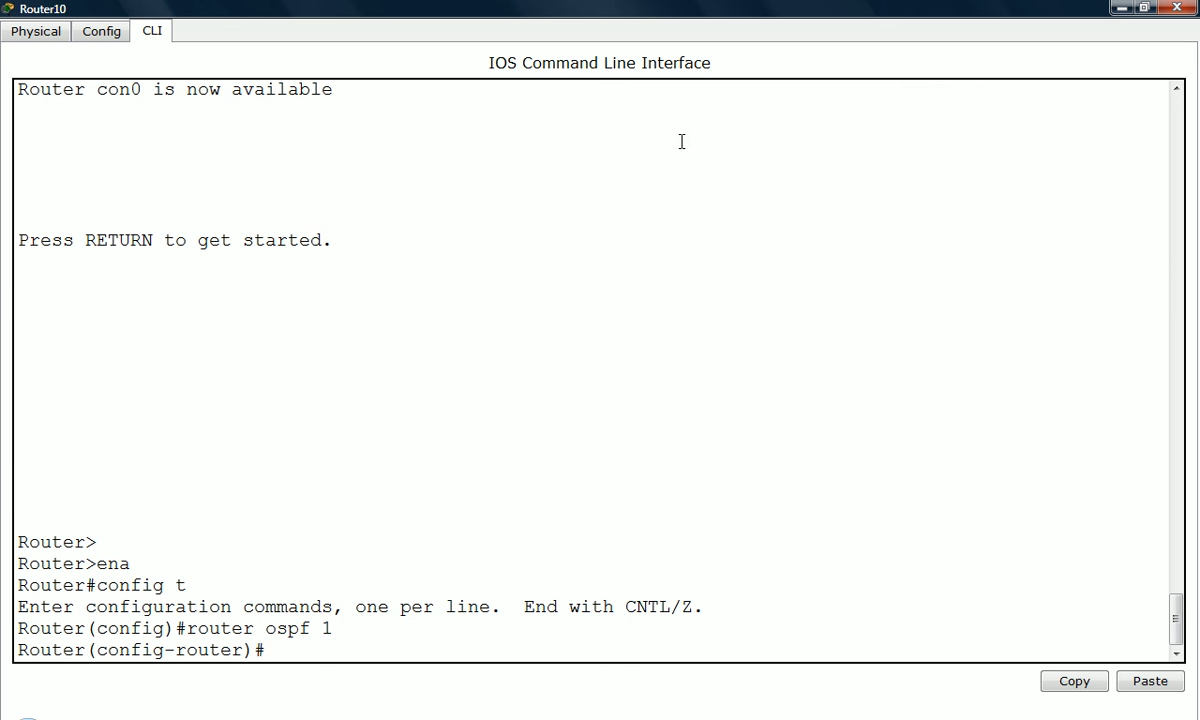 Router10
Physical
Config
CLI
IOS Command Line Interface
Router con0 is now available
Press RETURN to get started.
Router>
Router>ena
Router#config t
Enter configuration commands, one per line.  End with CNTL/Z.
Router(config)#router ospf 1
Router(config-router)#
Copy
Paste